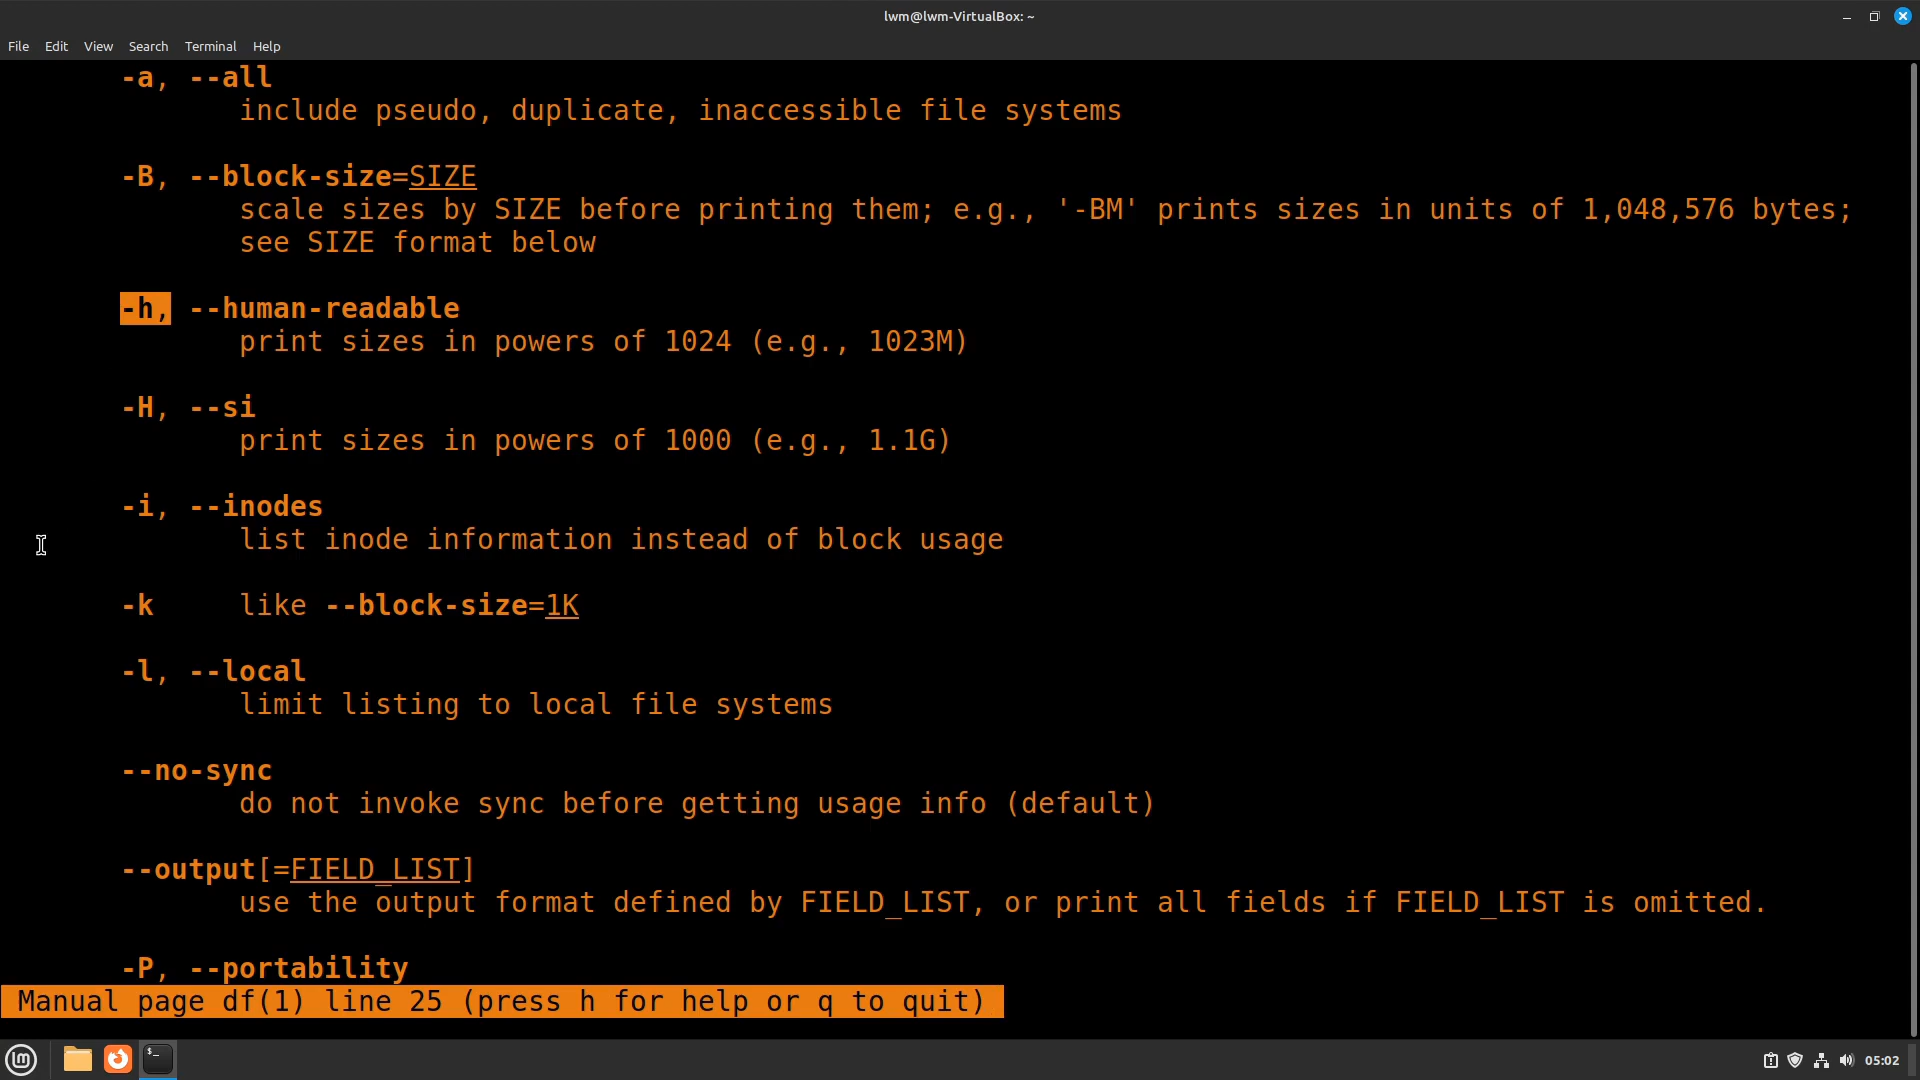 lwm@lwm-VirtualBox: ~
File Edit View Search Terminal Help
-a, --all
include pseudo, duplicate, inaccessible file systems
-B, --block-size=SIZE
scale sizes by SIZE before printing them; e.g., '-BM' prints sizes in units of 1,048,576 bytes;
see SIZE format below
-h, --human-readable
print sizes in powers of 1024 (e.g., 1023M)
-H, --si
print sizes in powers of 1000 (e.g., 1.1G)
-i, --inodes
list inode information instead of block usage
-k like --block-size=1K
-l, --local
limit listing to local file systems
--no-sync
do not invoke sync before getting usage info (default)
--output[=FIELD_LIST]
use the output format defined by FIELD_LIST, or print all fields if FIELD_LIST is omitted.
-P, --portability
Manual page df(1) line 25 (press h for help or q to quit)
05:02